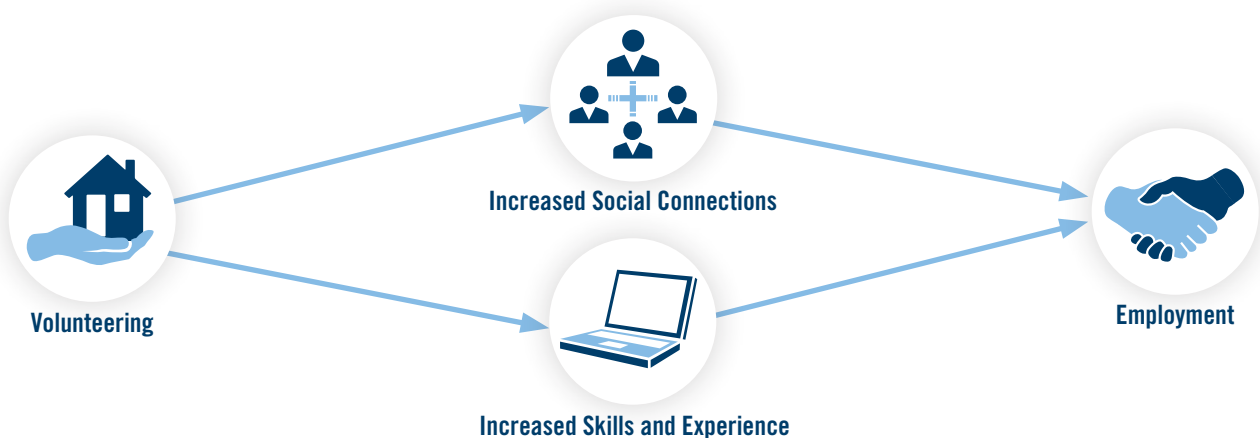 Increased Social Connections
Volunteering
Employment
Increased Skills and Experience